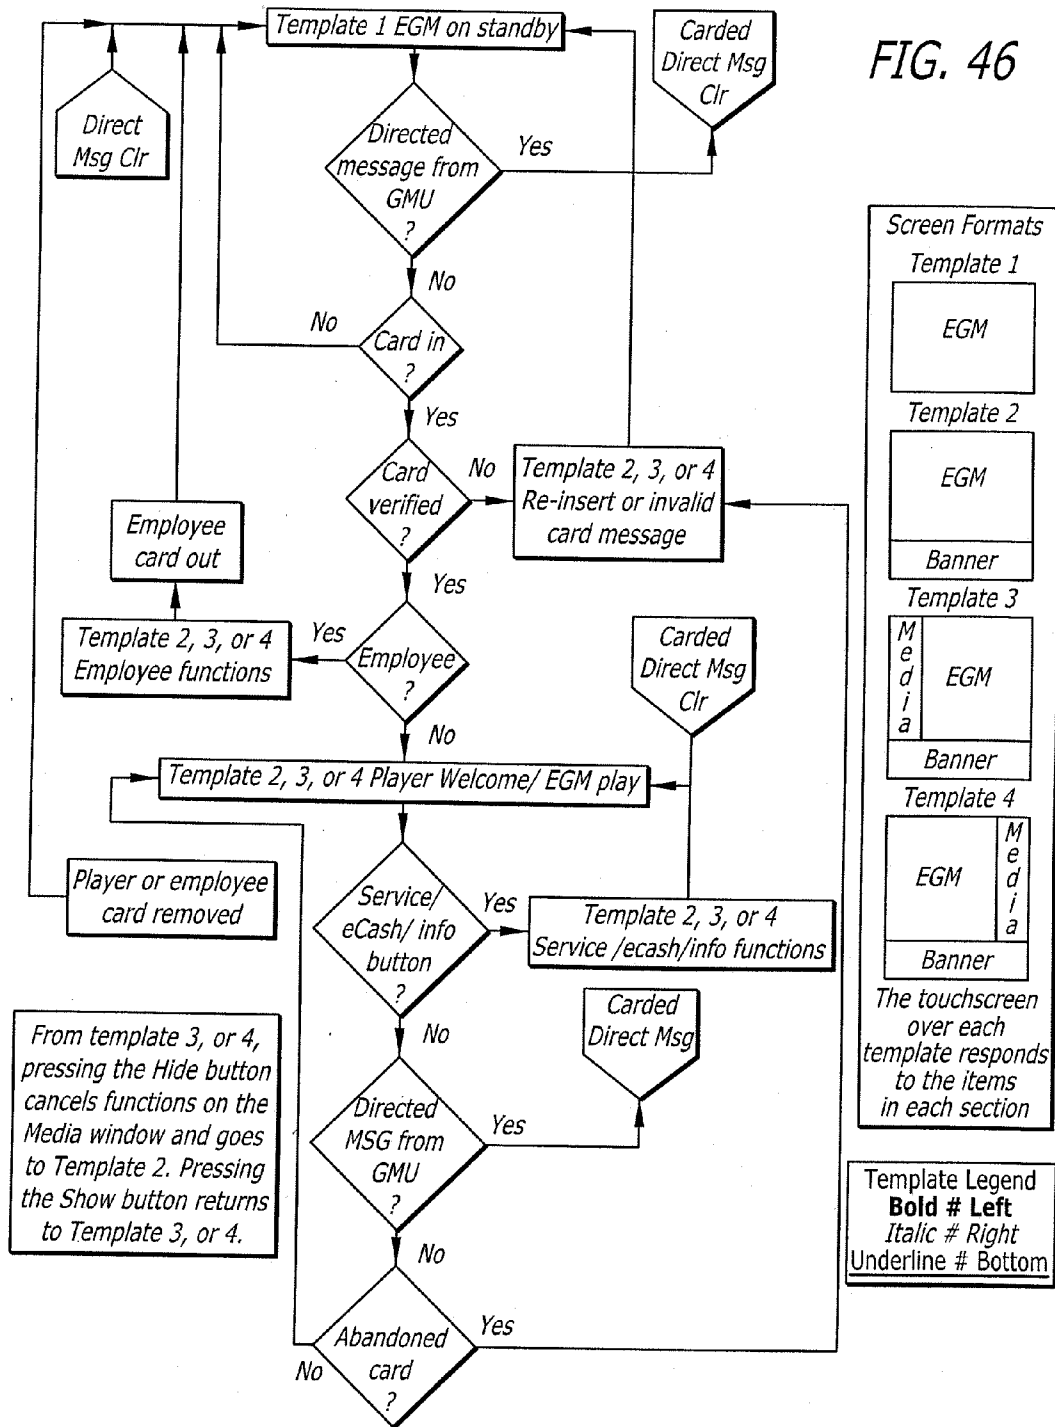 FIG. 46
Template 1 EGM on standby
Carded
Direct Msg
Clr
Direct
Msg Clr
Directed
message from
GMU
?
Yes
No
Card in
?
No
Yes
Card
verified
?
No
Template 2, 3, or 4
Re-insert or invalid
card message
Yes
Employee
card out
Template 2, 3, or 4
Employee functions
Yes
Employee
?
No
Carded
Direct Msg
Clr
Template 2, 3, or 4 Player Welcome/ EGM play
Player or employee
card removed
Service/
eCash/ info
button
?
Yes
Template 2, 3, or 4
Service /ecash/info functions
No
Carded
Direct Msg
From template 3, or 4,
pressing the Hide button
cancels functions on the
Media window and goes
to Template 2. Pressing
the Show button returns
to Template 3, or 4.
Directed
MSG from
GMU
?
Yes
No
Abandoned
card
?
Yes
No
Screen Formats
Template 1
EGM
Template 2
EGM
Banner
Template 3
Media
EGM
Banner
Template 4
EGM
Media
Banner
The touchscreen
over each
template responds
to the items
in each section
Template Legend
Bold # Left
Italic # Right
Underline # Bottom